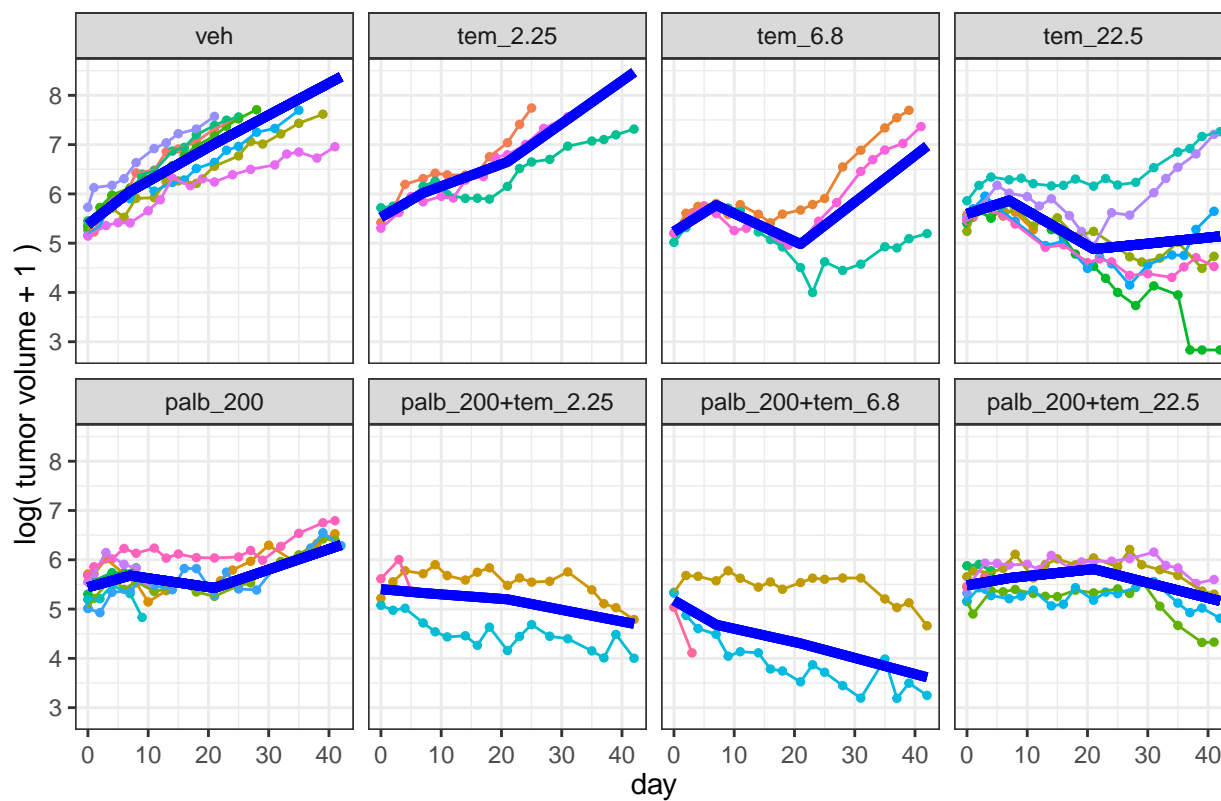 veh
tem_2.25
tem_6.8
tem_22.5
8
7
6
5
4
3
palb_200
palb_200+tem_2.25
palb_200+tem_6.8
palb_200+tem_22.5
8
7
6
5
4
3
0 10 20 30 40
0 10 20 30 40
0 10 20 30 40
0 10 20 30 40
day
log( tumor volume + 1 )